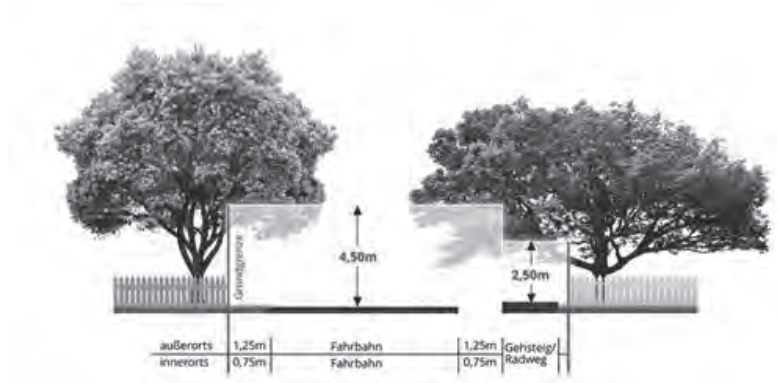 Grundgrenze
4,50m
2,50m
außerorts 1,25m Fahrbahn 1,25m Gehsteig/
Radweg
innerorts 0,75m Fahrbahn 0,75m